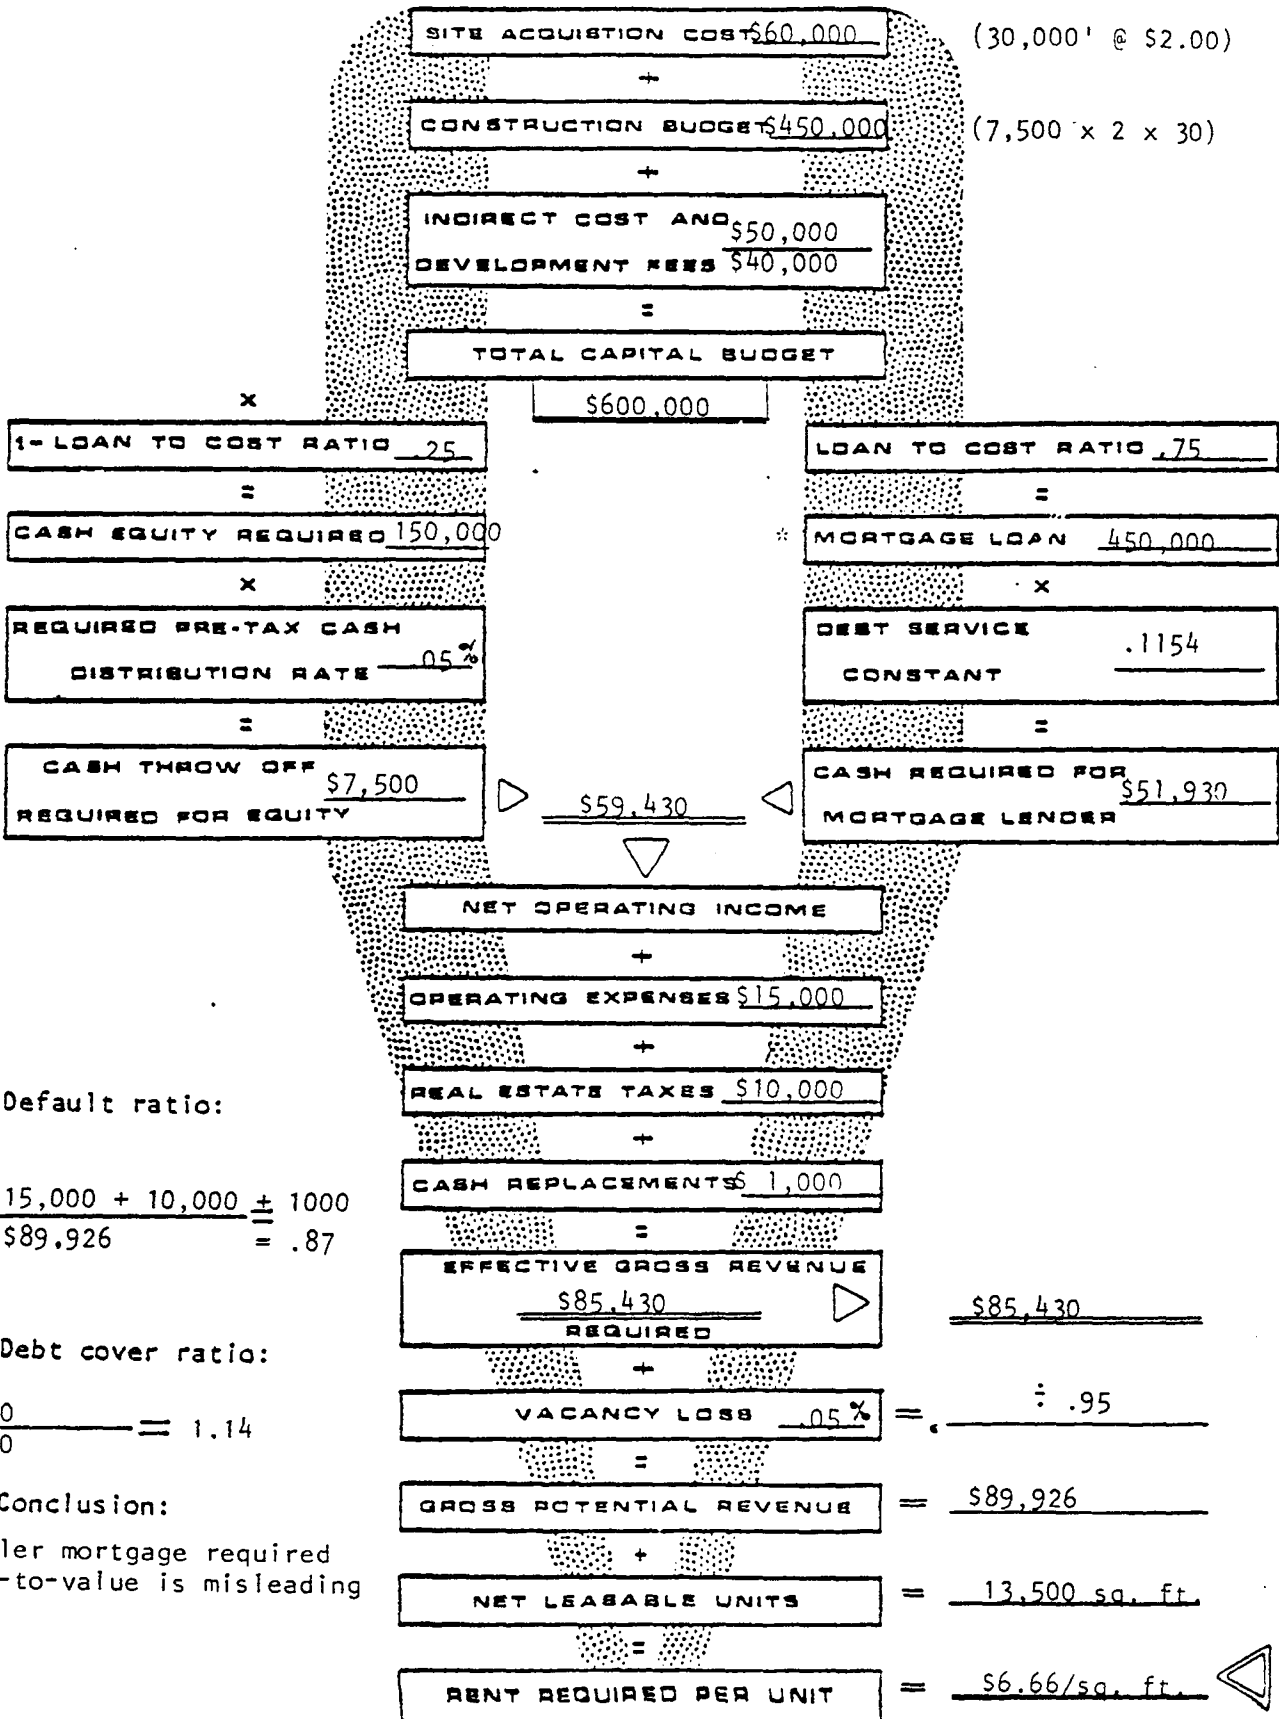 SITE ACQUISTION COST $60,000 (30,000' @ $2.00)
+
CONSTRUCTION BUDGET $450,000 (7,500 x 2 x 30)
+
INDIRECT COST AND $50,000
DEVELOPMENT FEES $40,000
=
TOTAL CAPITAL BUDGET
$600,000
x
1- LOAN TO COST RATIO .25
LOAN TO COST RATIO .75
= =
CASH EQUITY REQUIRED 150,000
* MORTGAGE LOAN 450,000
x x
REQUIRED PRE-TAX CASH
DISTRIBUTION RATE .05%
DEBT SERVICE .1154
CONSTANT
= =
CASH THROW OFF $7,500
REQUIRED FOR EQUITY
$59,430
CASH REQUIRED FOR $51,930
MORTGAGE LENDER
NET OPERATING INCOME
+
OPERATING EXPENSES $15,000
+
REAL ESTATE TAXES $10,000
+
CASH REPLACEMENTS $ 1,000
=
EFFECTIVE GROSS REVENUE
$85,430 $85,430
REQUIRED
+
VACANCY LOSS .05% = ÷ .95
=
GROSS POTENTIAL REVENUE = $89,926
+
NET LEASABLE UNITS = 13,500 sq. ft.
=
RENT REQUIRED PER UNIT = $6.66/sq. ft.
Default ratio:
15,000 + 10,000 + 1000
$89.926 = .87
Debt cover ratio:
0
0 = 1.14
Conclusion:
ler mortgage required
-to-value is misleading